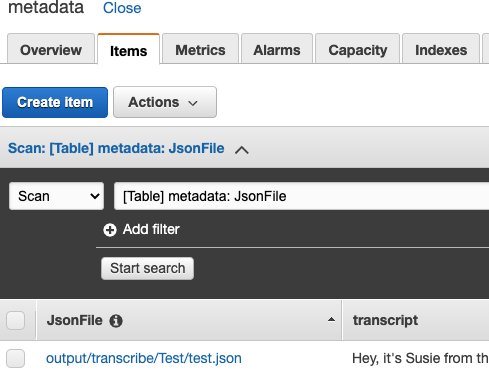 metadata Close
Overview Items Metrics Alarms Capacity Indexes
Create item Actions
Scan: [Table] metadata: JsonFile
Scan [Table] metadata: JsonFile
Add filter
Start search
JsonFile transcript
output/transcribe/Test/test.json Hey, it's Susie from th